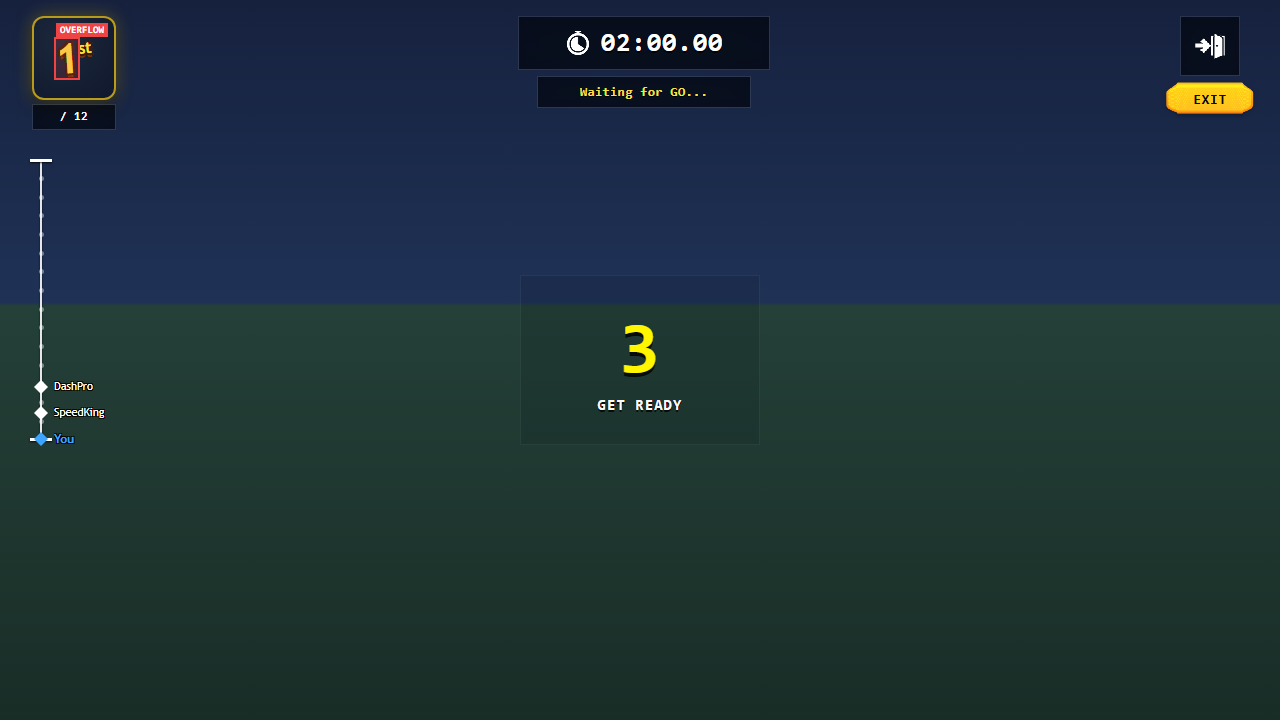 OVERFLOW
1st
/ 12
02:00.00
Waiting for GO...
EXIT
3
GET READY
DashPro
SpeedKing
You